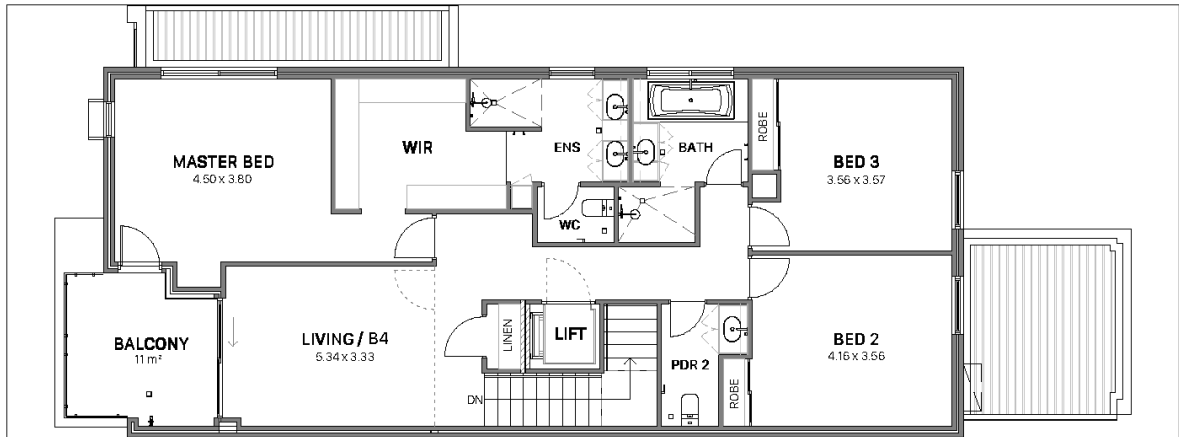 MASTER BED
4.50 x 3.80
WIR
ENS
BATH
ROBE
BED 3
3.56 x 3.57
WC
BALCONY
11 m²
LIVING / B4
5.34 x 3.33
LINEN
LIFT
DN
PDR 2
ROBE
BED 2
4.16 x 3.56